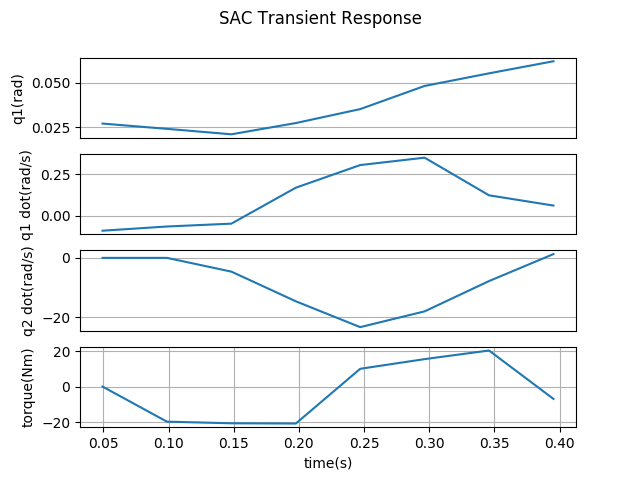 SAC Transient Response
q1(rad)
0.050
0.025
q1 dot(rad/s)
0.25
0.00
q2 dot(rad/s)
0
−20
torque(Nm)
20
0
−20
0.05 0.10 0.15 0.20 0.25 0.30 0.35 0.40
time(s)